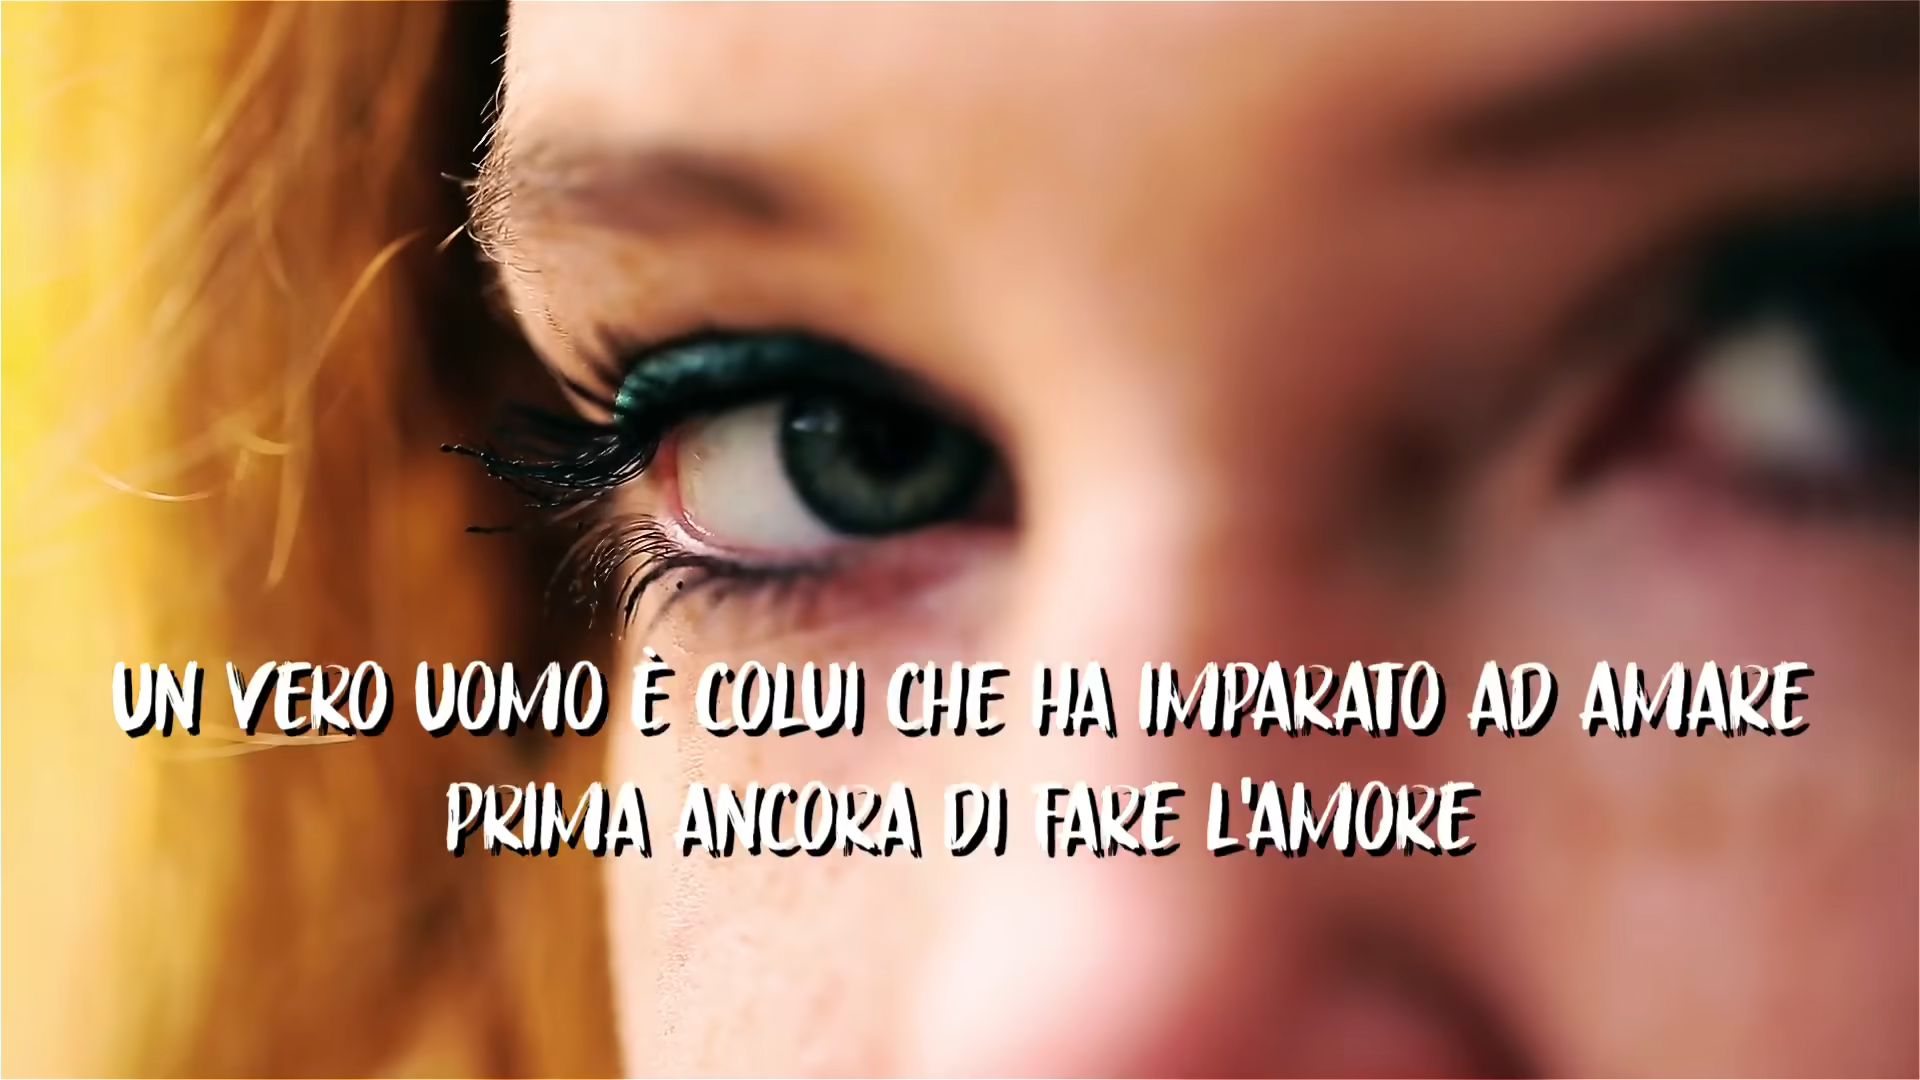 UN VERO UOMO È COLUI CHE HA IMPARATO AD AMARE
PRIMA ANCORA DI FARE L'AMORE